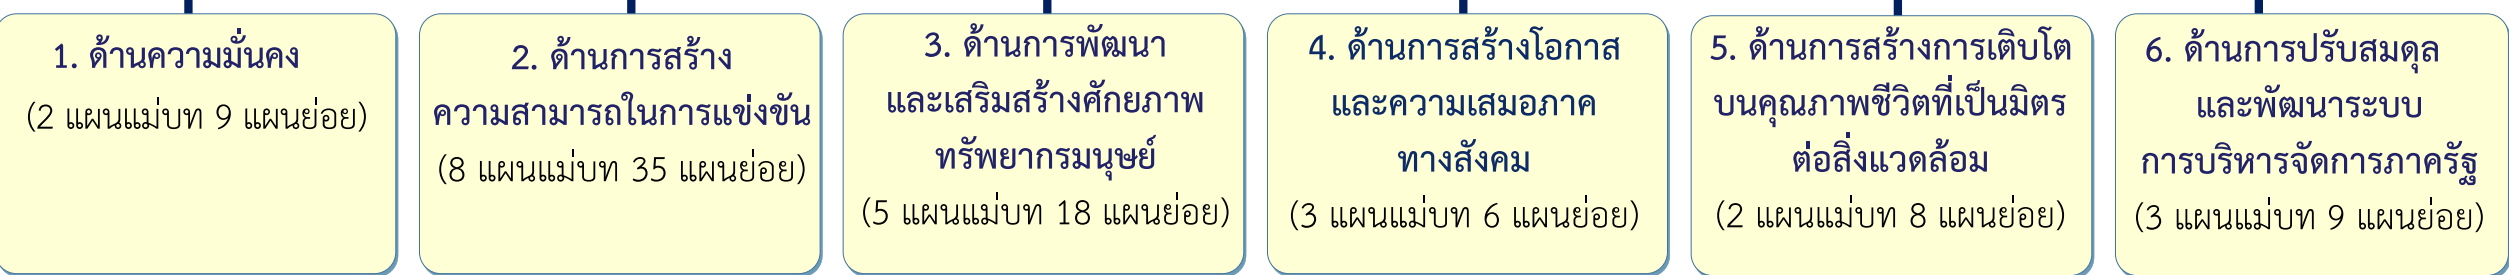 1. ด้านความมั่นคง
(2 แผนแม่บท 9 แผนย่อย)
2. ด้านการสร้าง
ความสามารถในการแข่งขัน
(8 แผนแม่บท 35 แผนย่อย)
3. ด้านการพัฒนา
และเสริมสร้างศักยภาพ
ทรัพยากรมนุษย์
(5 แผนแม่บท 18 แผนย่อย)
4. ด้านการสร้างโอกาส
และความเสมอภาค
ทางสังคม
(3 แผนแม่บท 6 แผนย่อย)
5. ด้านการสร้างการเติบโต
บนคุณภาพชีวิตที่เป็นมิตร
ต่อสิ่งแวดล้อม
(2 แผนแม่บท 8 แผนย่อย)
6. ด้านการปรับสมดุล
และพัฒนาระบบ
การบริหารจัดการภาครัฐ
(3 แผนแม่บท 9 แผนย่อย)